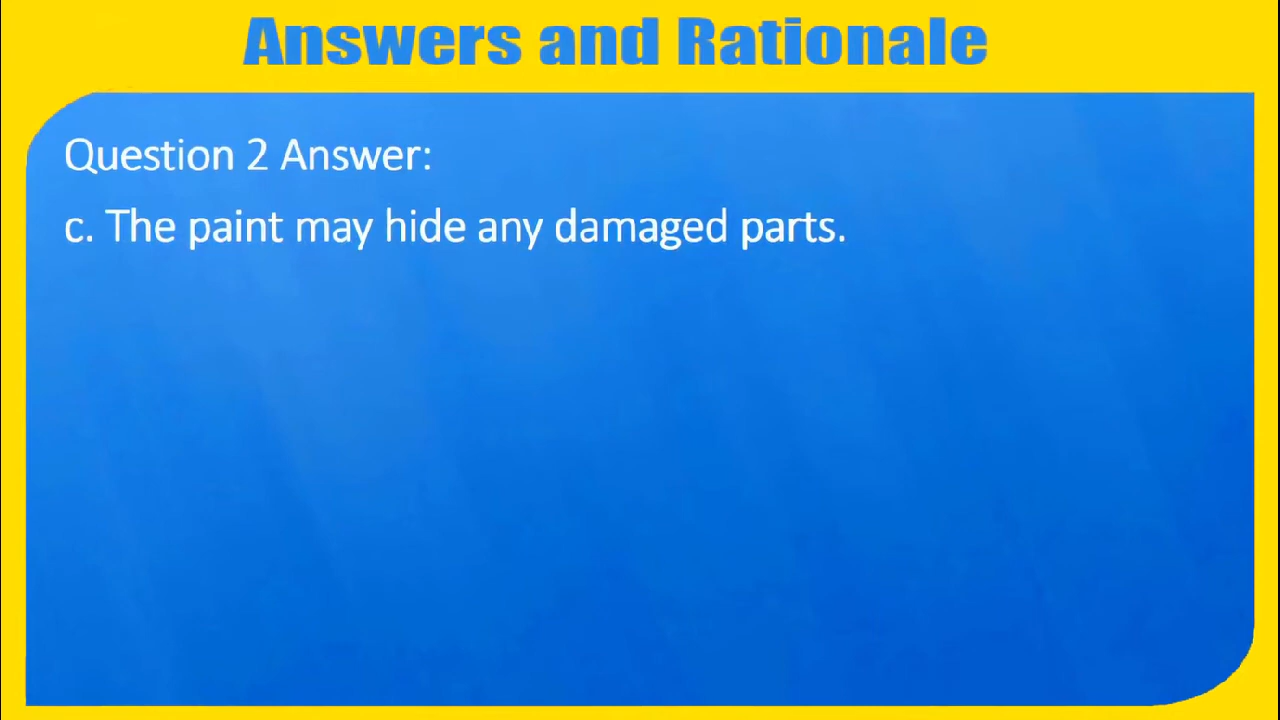 Answers and Rationale
Question 2 Answer:
c. The paint may hide any damaged parts.